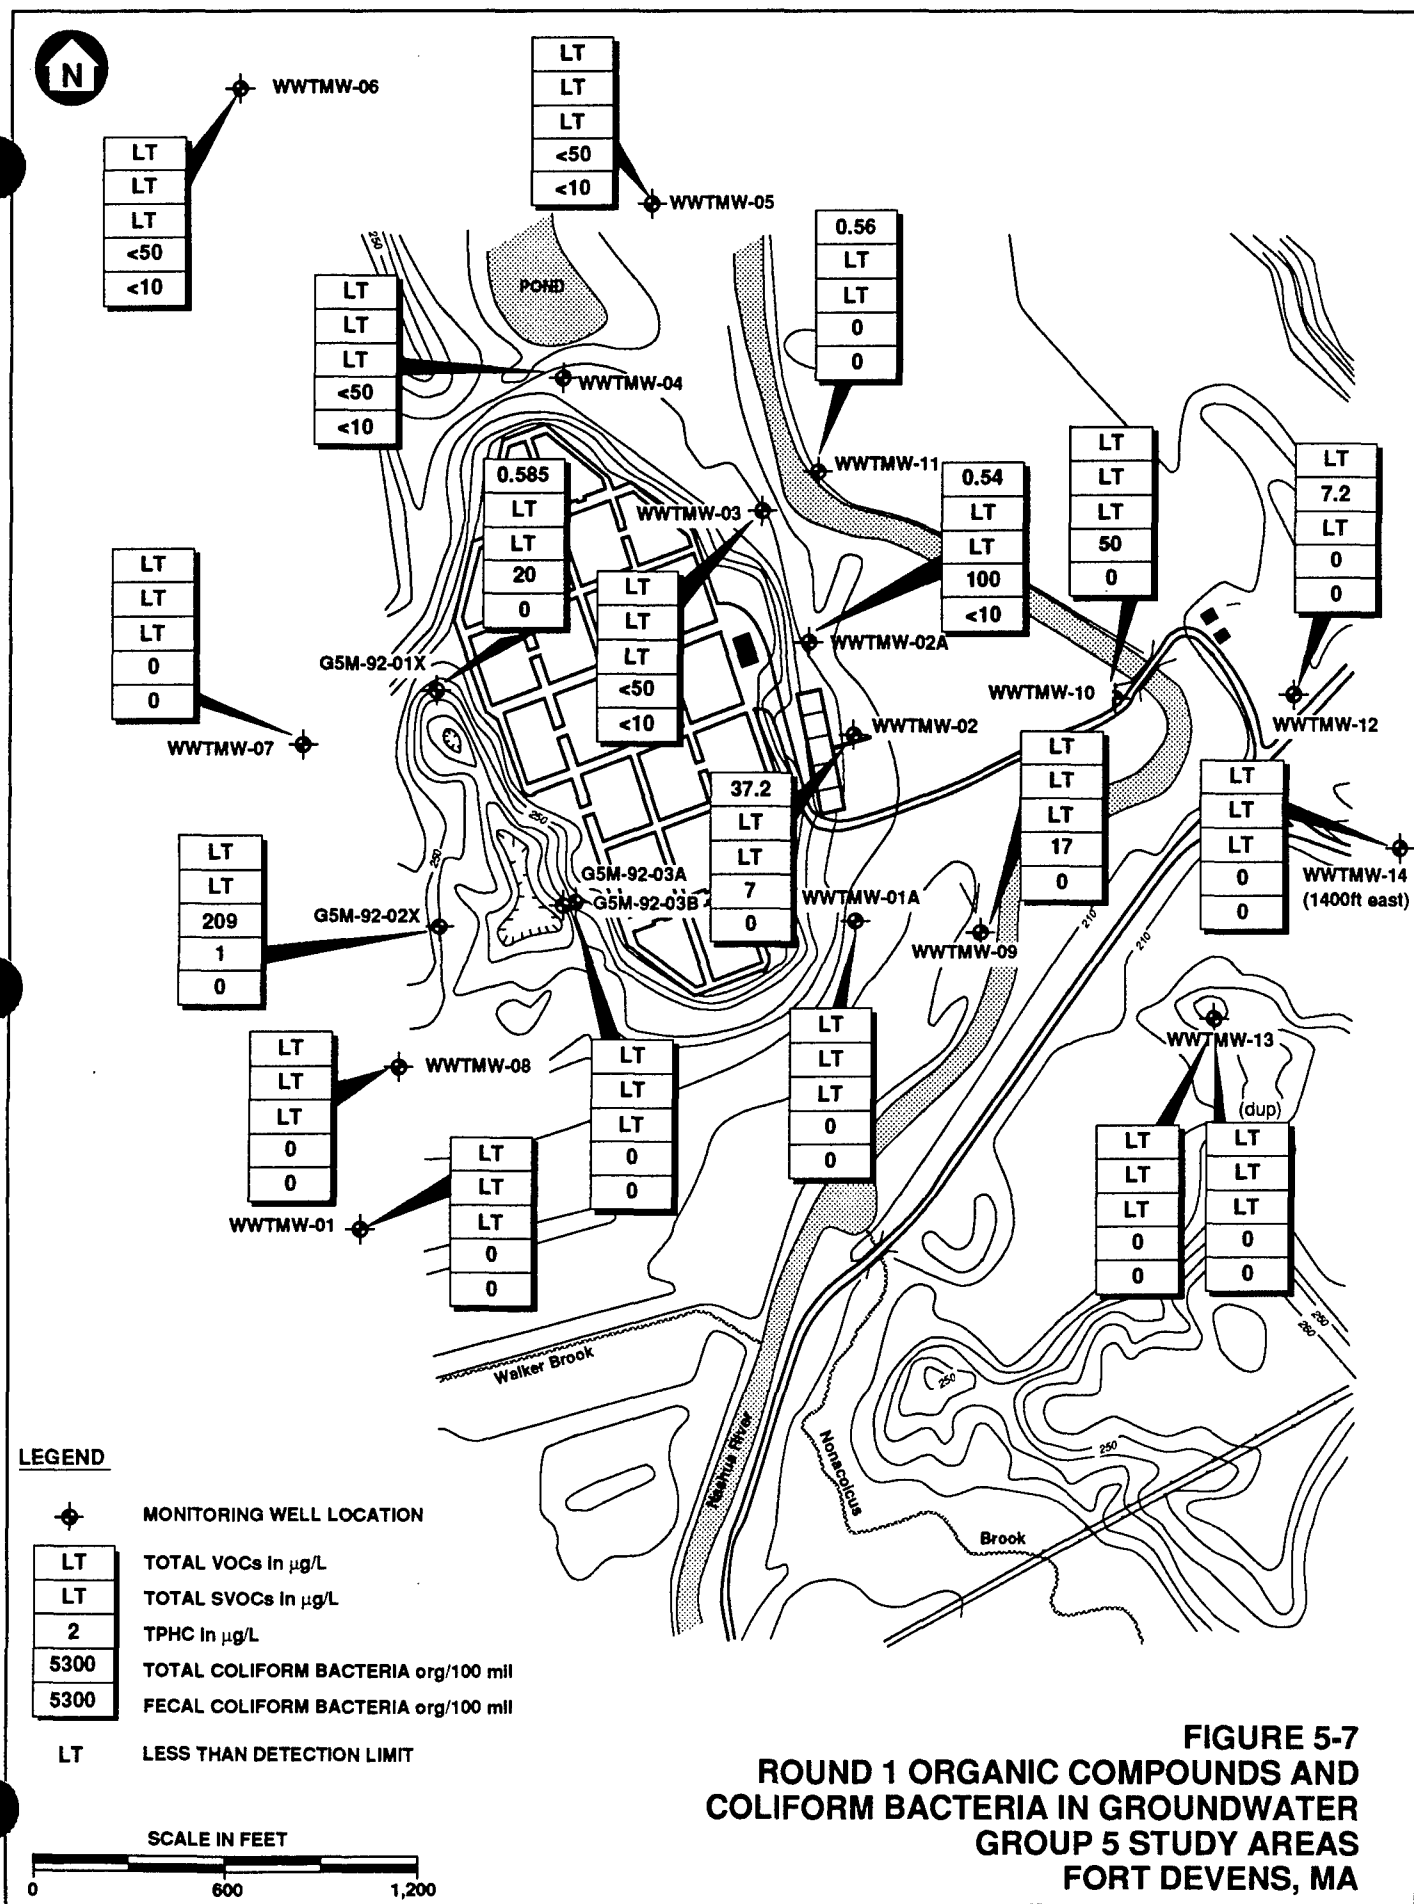 N
WWTMW-06
LT
LT
LT
<50
<10
LT
LT
LT
<50
<10
WWTMW-05
250
POND
0.56
LT
LT
0
0
LT
LT
LT
<50
<10
WWTMW-04
WWTMW-11
0.585
LT
LT
20
0
WWTMW-03
0.54
LT
LT
100
<10
LT
LT
LT
50
0
LT
7.2
LT
0
0
LT
LT
LT
0
0
LT
LT
LT
<50
<10
WWTMW-02A
G5M-92-01X
WWTMW-10
WWTMW-12
WWTMW-07
WWTMW-02
37.2
LT
LT
7
0
LT
LT
LT
17
0
LT
LT
LT
0
0
250
250
LT
LT
209
1
0
G5M-92-02X
G5M-92-03A
G5M-92-03B
WWTMW-01A
WWTMW-09
210
210
WWTMW-14
(1400ft east)
WWTMW-13
(dup)
LT
LT
LT
0
0
WWTMW-08
LT
LT
LT
0
0
LT
LT
LT
0
0
LT
LT
LT
0
0
LT
LT
LT
0
0
WWTMW-01
LT
LT
LT
0
0
250
260
Walker Brook
250
250
Nashua River
Nonacoicus
Brook
LEGEND
MONITORING WELL LOCATION
LT TOTAL VOCs in µg/L
LT TOTAL SVOCs in µg/L
2 TPHC in µg/L
5300 TOTAL COLIFORM BACTERIA org/100 mil
5300 FECAL COLIFORM BACTERIA org/100 mil
LT LESS THAN DETECTION LIMIT
SCALE IN FEET
0 600 1,200
FIGURE 5-7
ROUND 1 ORGANIC COMPOUNDS AND
COLIFORM BACTERIA IN GROUNDWATER
GROUP 5 STUDY AREAS
FORT DEVENS, MA